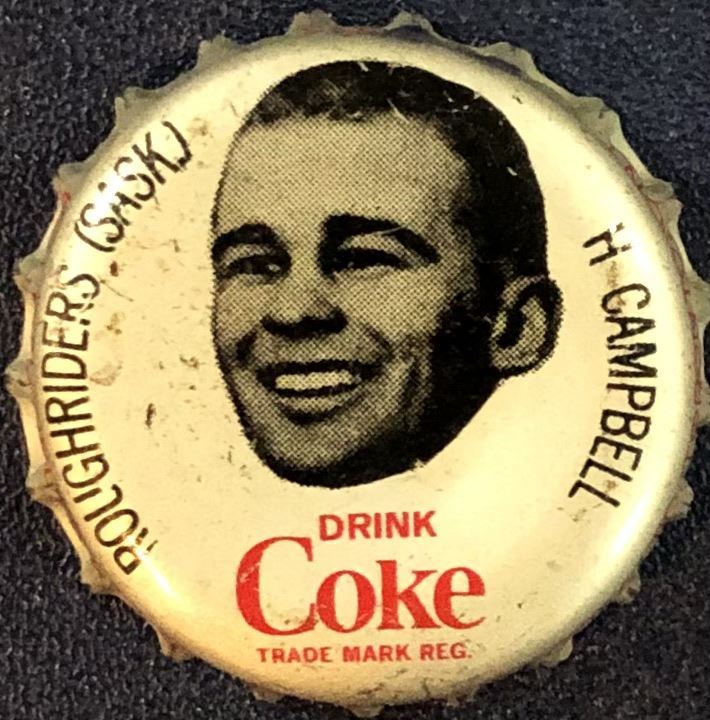 ROUGHRIDERS (SASK)
H CAMPBELL
DRINK
Coke
TRADE MARK REG.